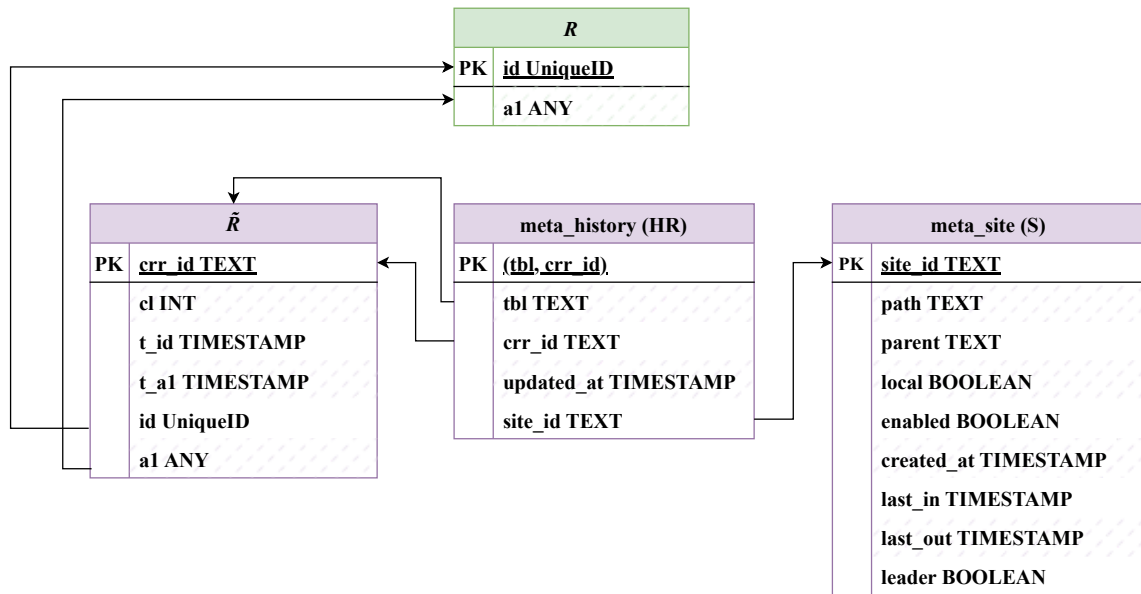 R
PK id UniqueID
a1 ANY
R̃
PK crr_id TEXT
cl INT
t_id TIMESTAMP
t_a1 TIMESTAMP
id UniqueID
a1 ANY
meta_history (HR)
PK (tbl, crr_id)
tbl TEXT
crr_id TEXT
updated_at TIMESTAMP
site_id TEXT
meta_site (S)
PK site_id TEXT
path TEXT
parent TEXT
local BOOLEAN
enabled BOOLEAN
created_at TIMESTAMP
last_in TIMESTAMP
last_out TIMESTAMP
leader BOOLEAN